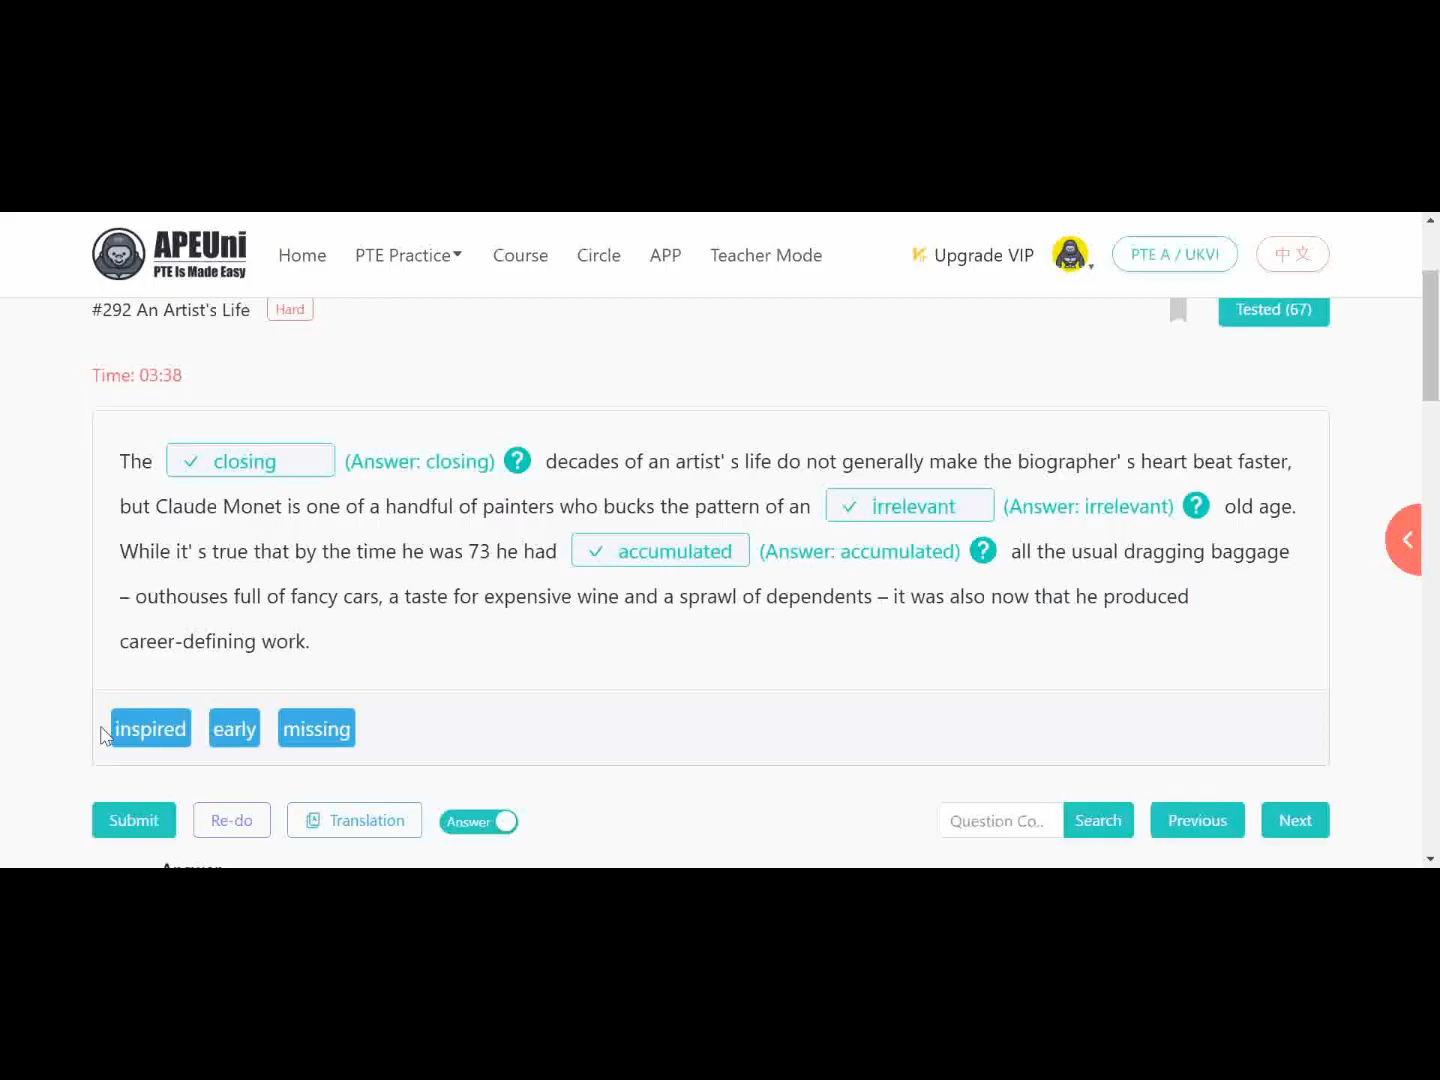 APEUni
PTE Is Made Easy
Home PTE Practice Course Circle APP Teacher Mode Upgrade VIP PTE A / UKVI 中文
#292 An Artist's Life Hard Tested (67)
Time: 03:38
The closing (Answer: closing) ? decades of an artist' s life do not generally make the biographer' s heart beat faster,
but Claude Monet is one of a handful of painters who bucks the pattern of an irrelevant (Answer: irrelevant) ? old age.
While it' s true that by the time he was 73 he had accumulated (Answer: accumulated) ? all the usual dragging baggage
– outhouses full of fancy cars, a taste for expensive wine and a sprawl of dependents – it was also now that he produced
career-defining work.
inspired early missing
Submit Re-do Translation Answer Question Co.. Search Previous Next